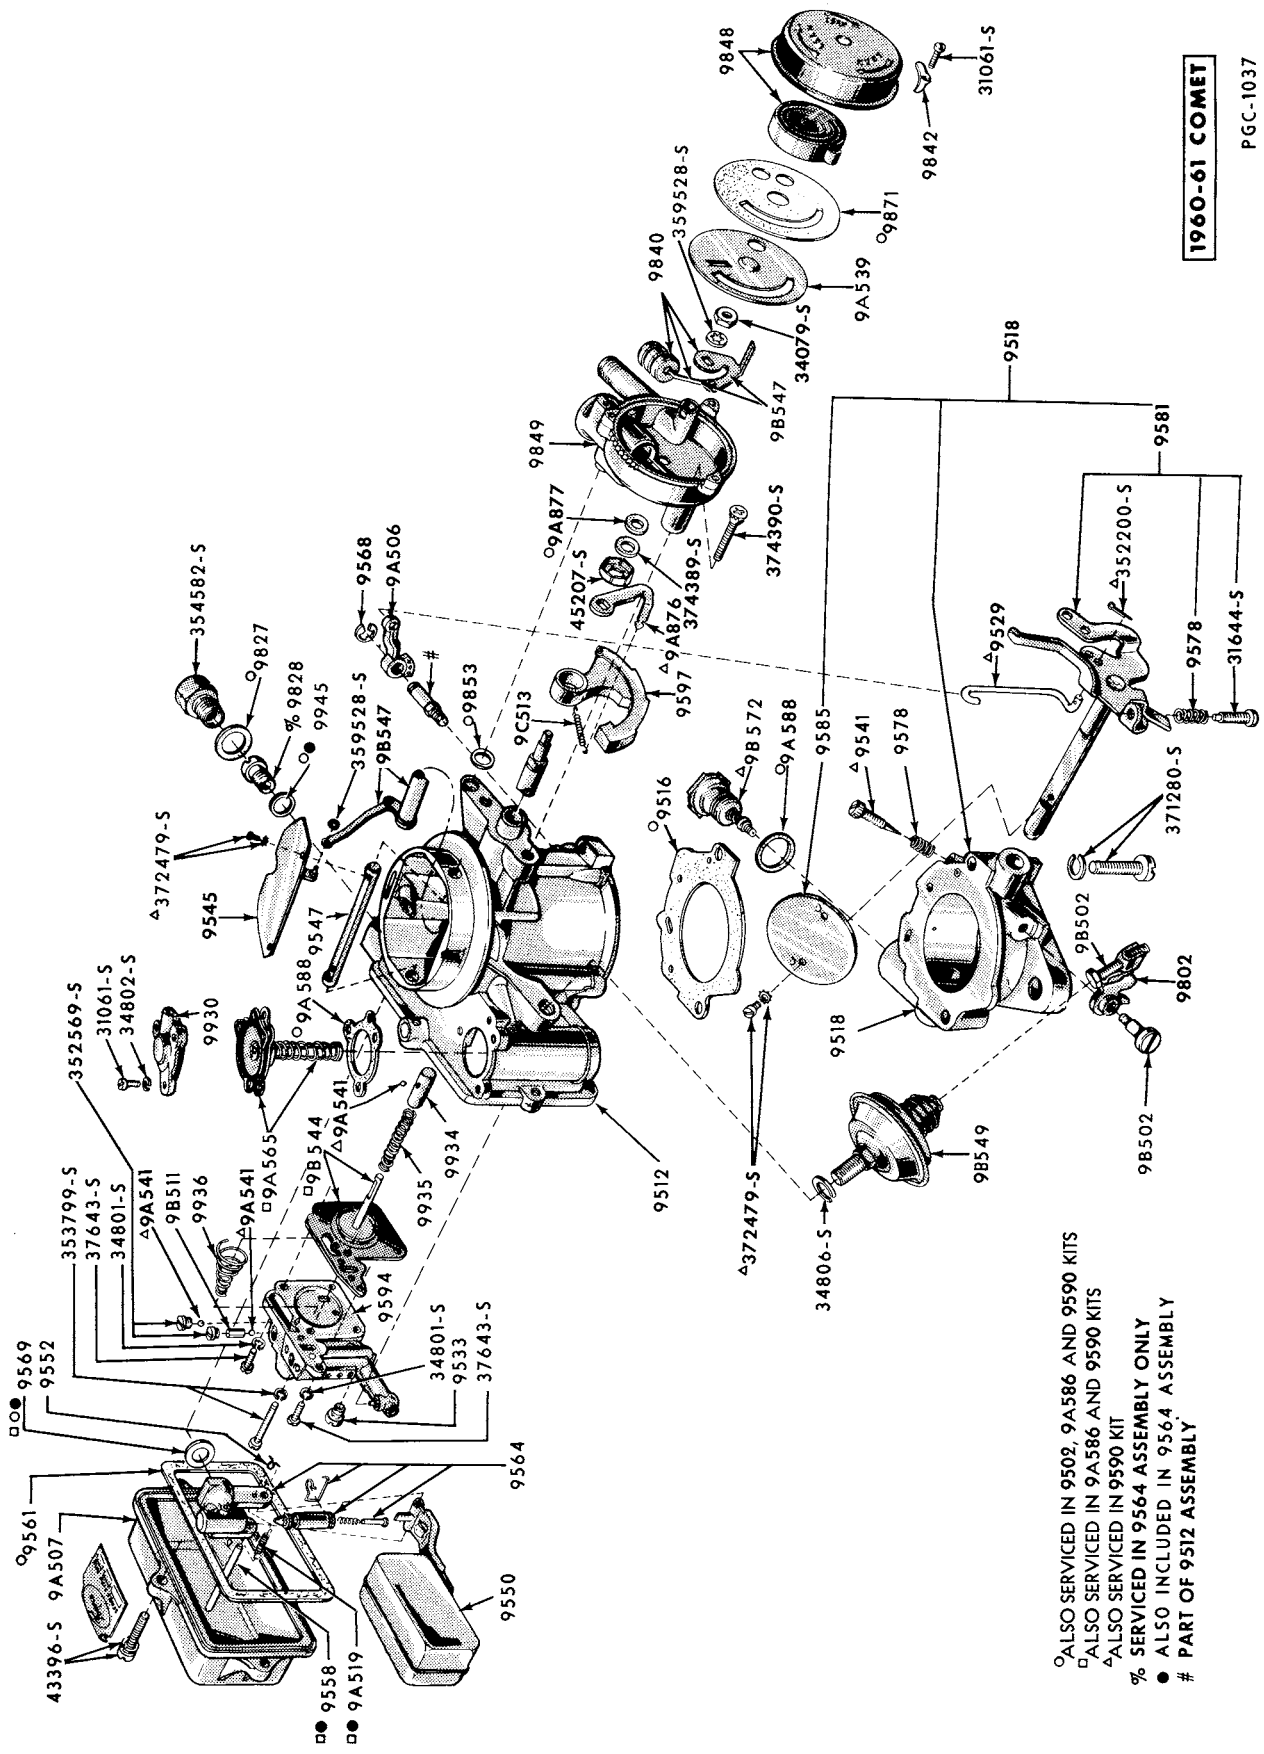 43396-S
○9561
9A507
□○● 9569
9552
353799-S
37643-S
34801-S
△9A541
9B511
9936
△9A541
352569-S
31061-S
34802-S
9930
□9A565
○9A588
□9B544
△9A541
9547
9545
△372479-S
354582-S
○9827
% 9828
○● 9945
359528-S
9B547
9568
9A506
#
○9853
9C513
45207-S
○9A877
9849
9840
359528-S
9848
31061-S
9842
○9871
9A539
34079-S
9B547
374390-S
374389-S
△9A876
9597
□● 9558
□● 9A519
9550
9564
34801-S
9533
37643-S
9594
9935
9934
9512
○9516
△9B572
○9A588
9585
△9541
9578
△9529
9518
9581
△352200-S
9578
31644-S
371280-S
9B502
9802
9B502
9518
△372479-S
34806-S
9B549
○ALSO SERVICED IN 9502, 9A586 AND 9590 KITS
□ALSO SERVICED IN 9A586 AND 9590 KITS
△ALSO SERVICED IN 9590 KIT
% SERVICED IN 9564 ASSEMBLY ONLY
● ALSO INCLUDED IN 9564 ASSEMBLY
# PART OF 9512 ASSEMBLY
1960-61 COMET
PGC-1037